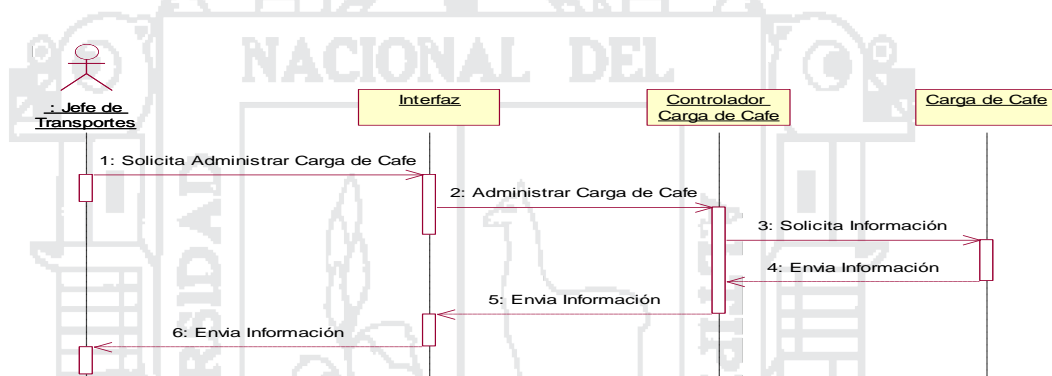 NACIONAL DEL
: Jefe de
Transportes
Interfaz
Controlador
Carga de Cafe
Carga de Cafe
1: Solicita Administrar Carga de Cafe
2: Administrar Carga de Cafe
3: Solicita Información
4: Envia Información
5: Envia Información
6: Envia Información
RSIDAD